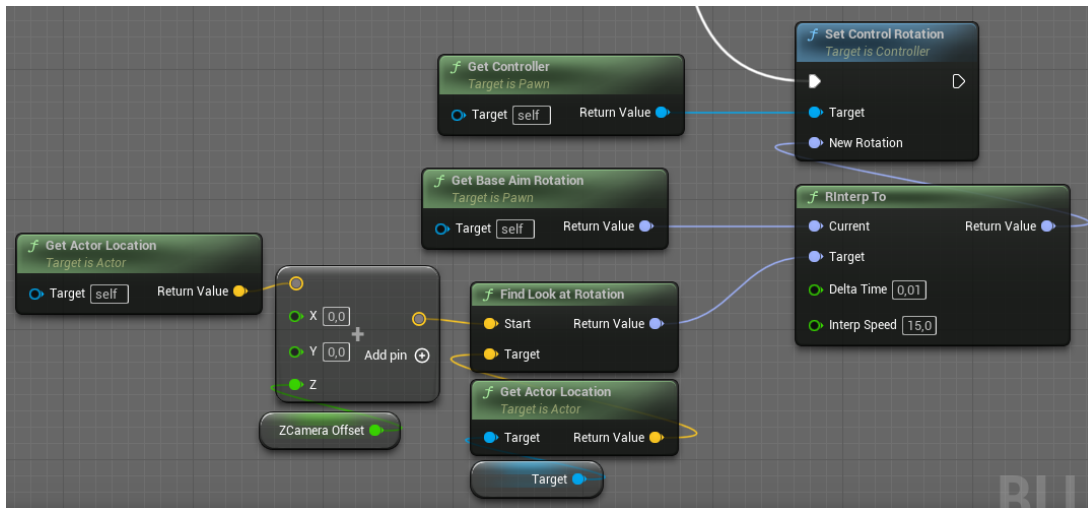 Set Control Rotation
Target is Controller
Target
New Rotation
Get Controller
Target is Pawn
Target self Return Value
Get Base Aim Rotation
Target is Pawn
Target self Return Value
RInterp To
Current Return Value
Target
Delta Time 0,01
Interp Speed 15,0
Get Actor Location
Target is Actor
Target self Return Value
X 0,0
Y 0,0
Z
+
Add pin
ZCamera Offset
Find Look at Rotation
Start Return Value
Target
Get Actor Location
Target is Actor
Target Return Value
Target